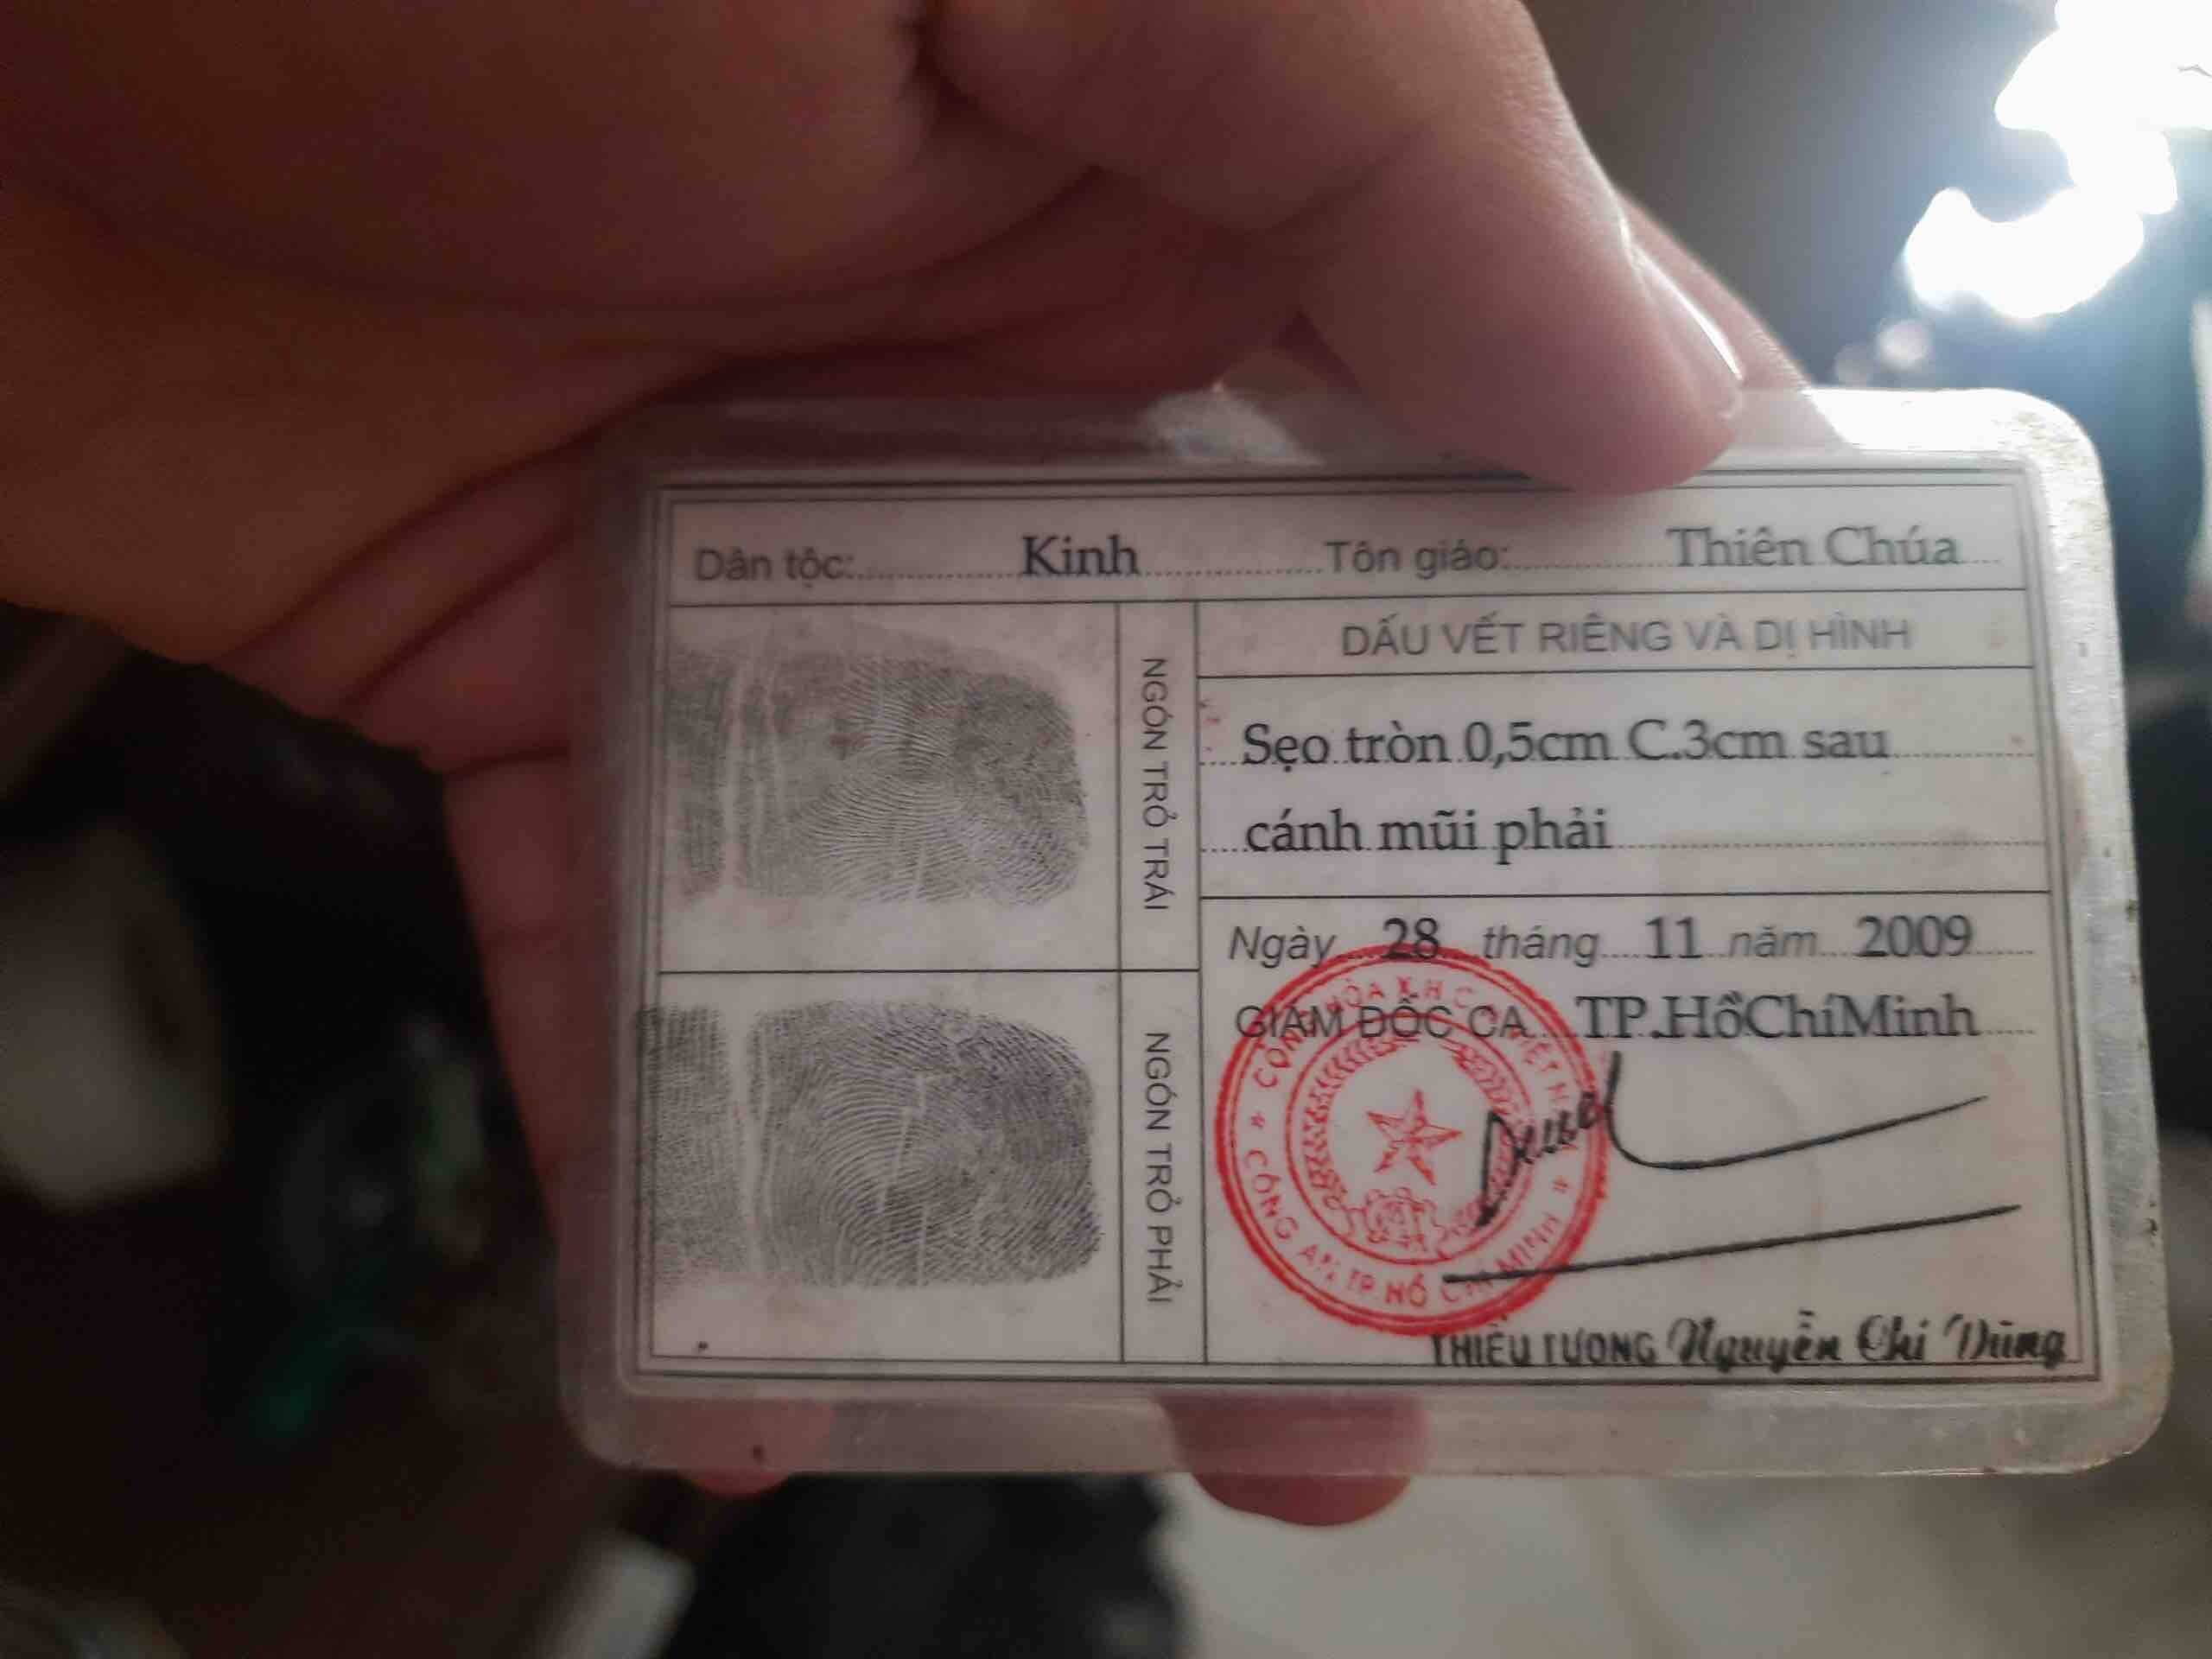 Dân tộc: Kinh Tôn giáo: Thiên Chúa
NGÓN TRỎ TRÁI
NGÓN TRỎ PHẢI
DẤU VẾT RIÊNG VÀ DỊ HÌNH
Sẹo tròn 0,5cm C.3cm sau
cánh mũi phải
Ngày 28 tháng 11 năm 2009
GIÁM ĐỐC CA TP.HồChíMinh
CÔNG AN TP HỒ CHÍ MINH
THIẾU TƯỚNG Nguyễn Chí Dũng